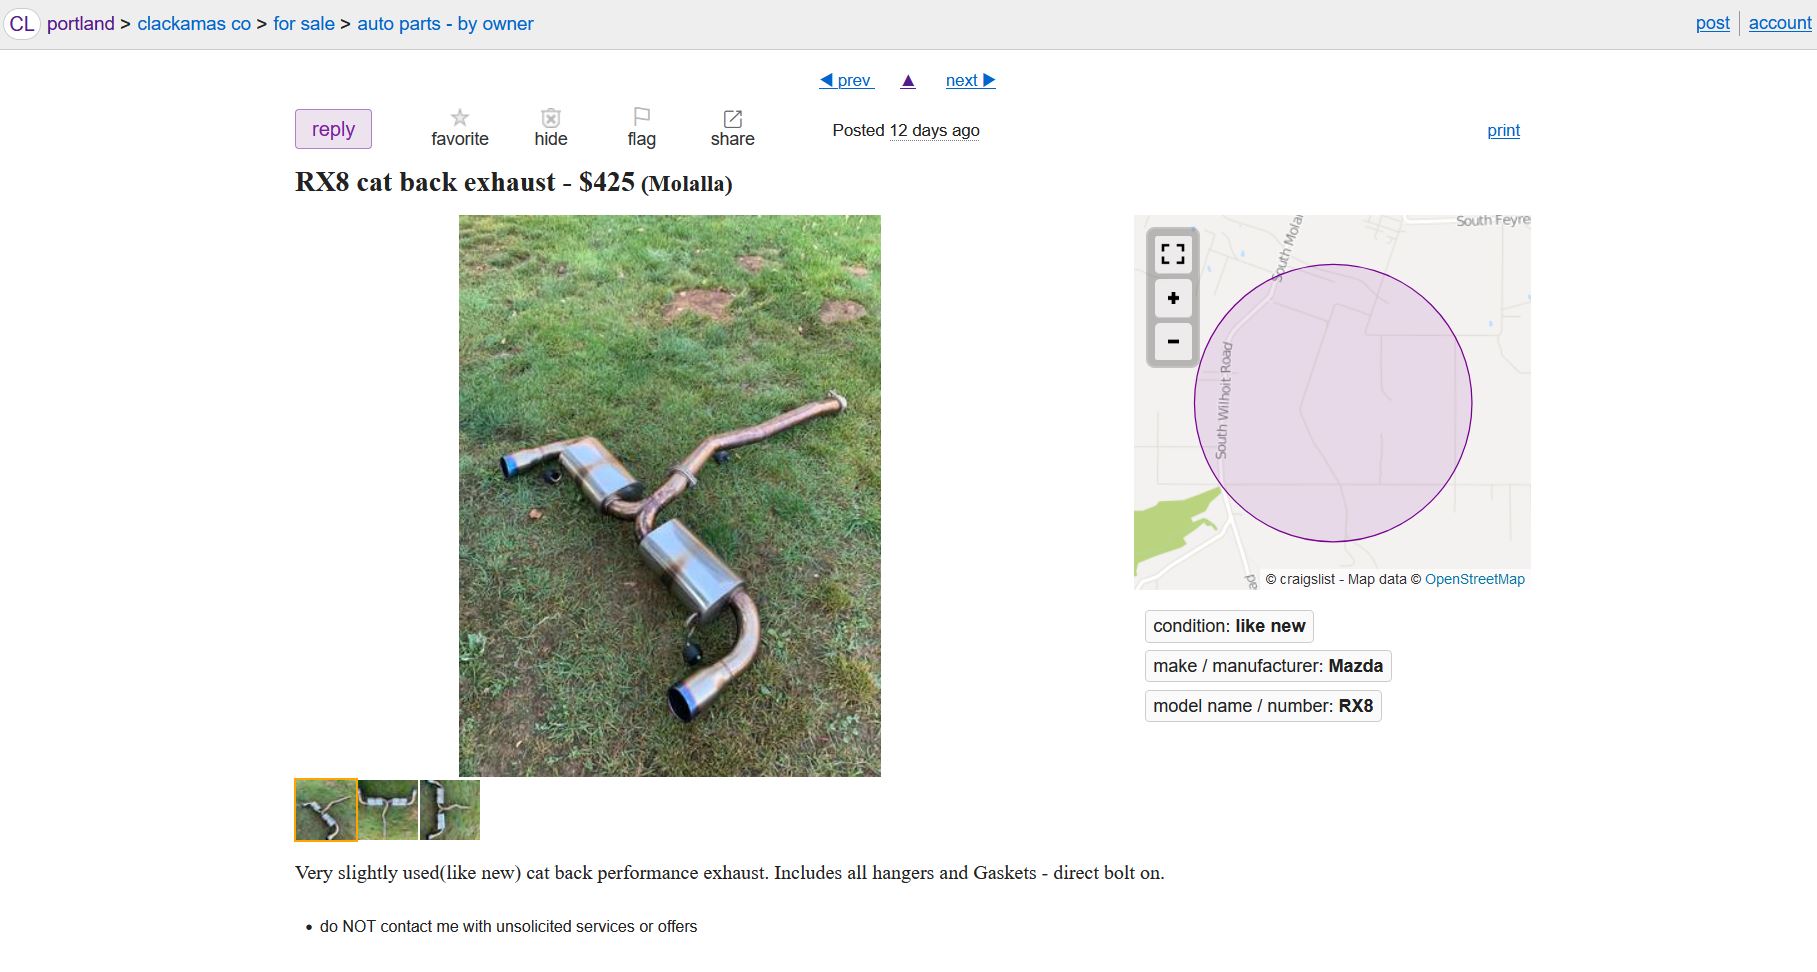 CL portland > clackamas co > for sale > auto parts - by owner
post account
◀ prev ▲ next ▶
reply
favorite
hide
flag
share
Posted 12 days ago
print
RX8 cat back exhaust - $425 (Molalla)
South Feyre
South Molal
+
-
South Wilhoit Road
© craigslist - Map data © OpenStreetMap
condition: like new
make / manufacturer: Mazda
model name / number: RX8
Very slightly used(like new) cat back performance exhaust. Includes all hangers and Gaskets - direct bolt on.
• do NOT contact me with unsolicited services or offers